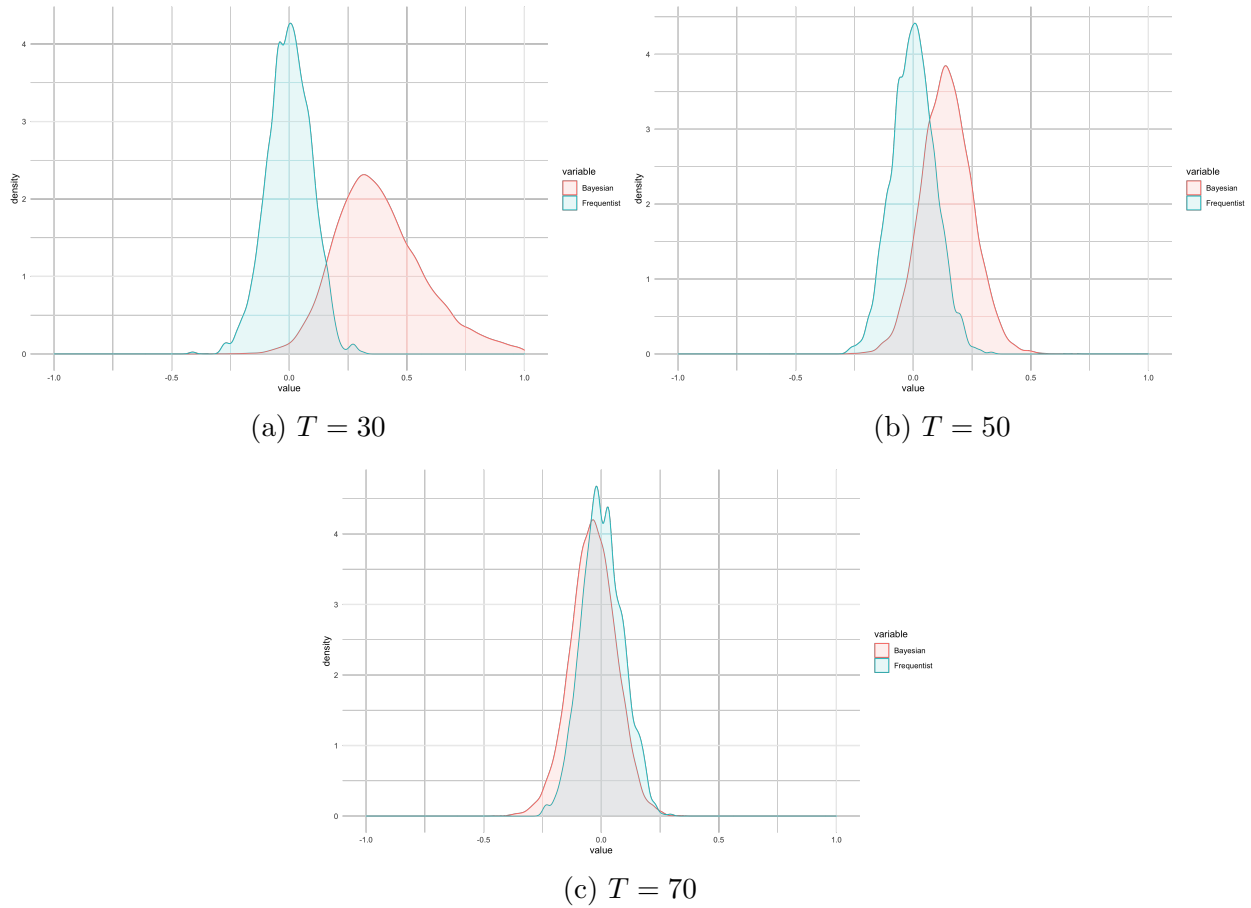 4
3
2
1
0
density
-1.0
-0.5
0.0
0.5
1.0
value
variable
Bayesian
Frequentist
(a) T = 30
4
3
2
1
0
density
-1.0
-0.5
0.0
0.5
1.0
value
variable
Bayesian
Frequentist
(b) T = 50
4
3
2
1
0
density
-1.0
-0.5
0.0
0.5
1.0
value
variable
Bayesian
Frequentist
(c) T = 70